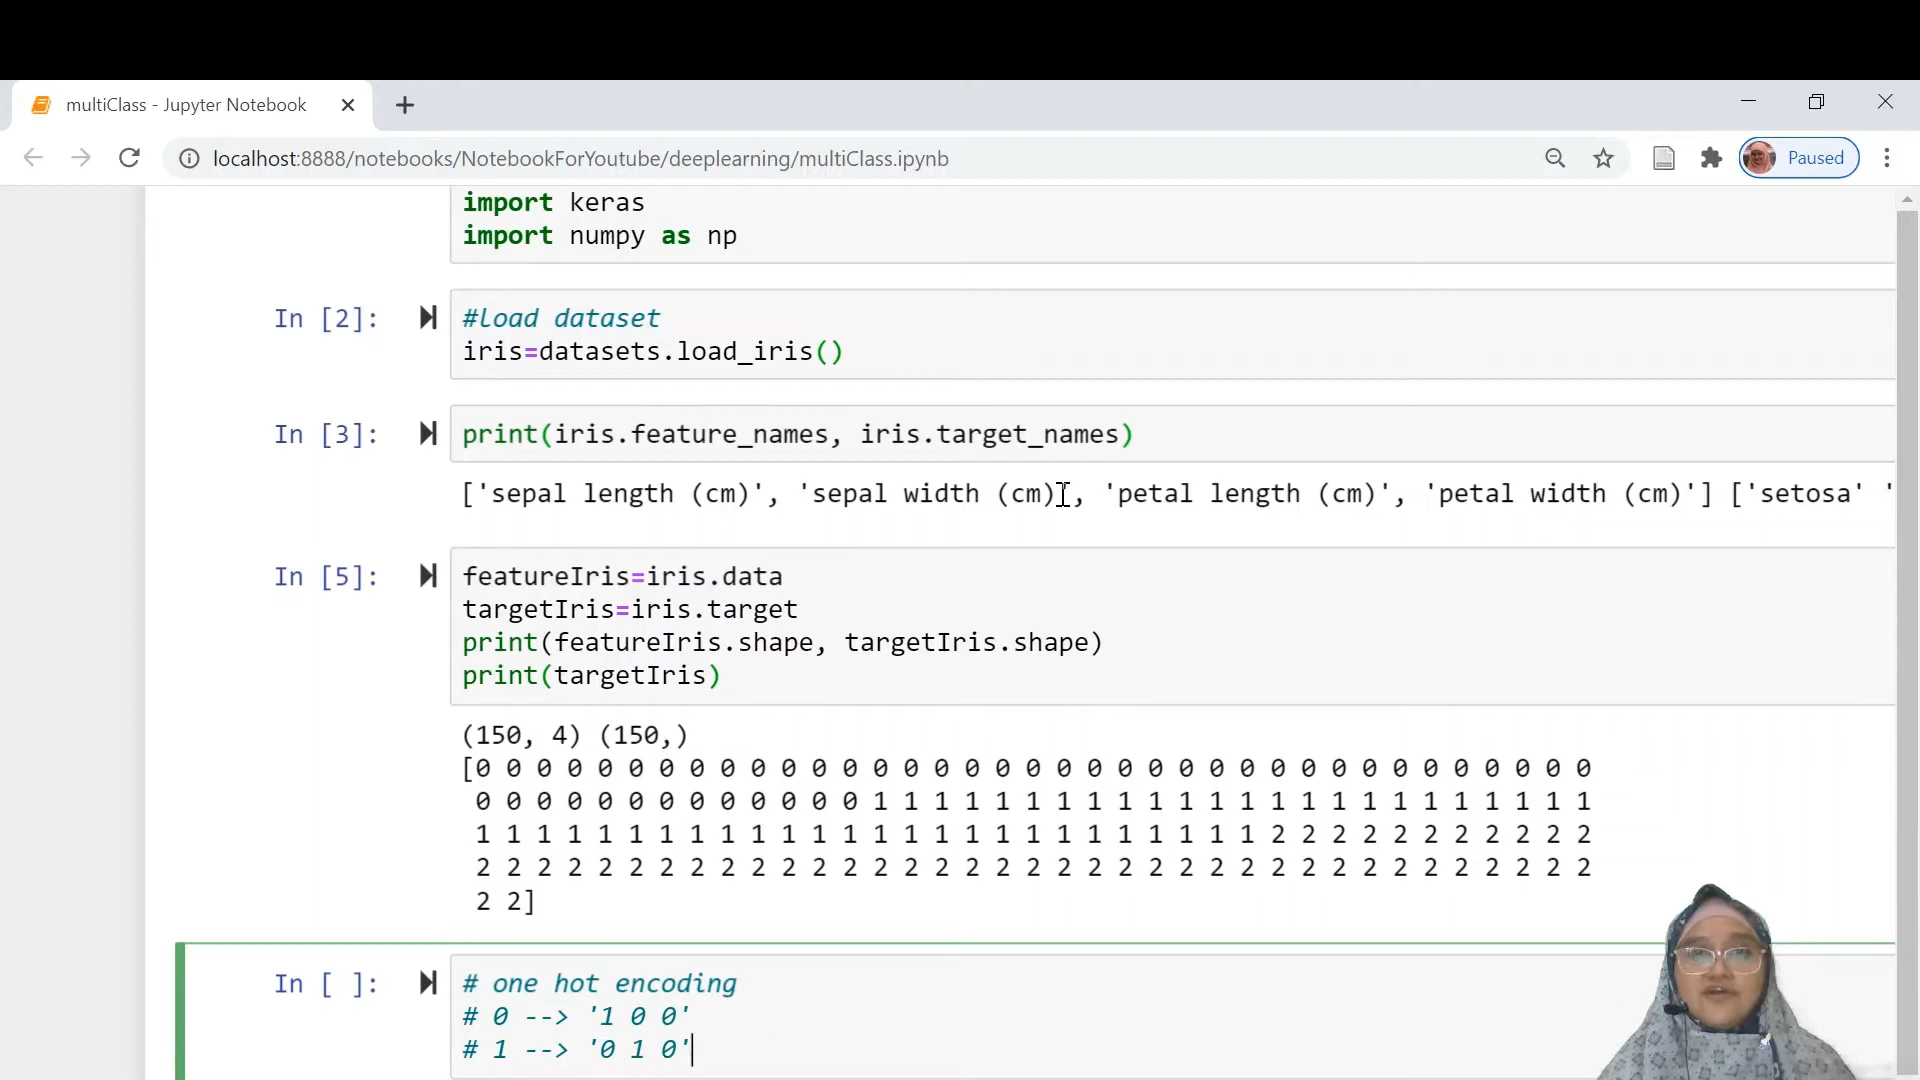 multiClass - Jupyter Notebook
localhost:8888/notebooks/NotebookForYoutube/deeplearning/multiClass.ipynb
Paused
import keras
import numpy as np
In [2]:
#Load dataset
iris=datasets.load_iris()
In [3]:
print(iris.feature_names, iris.target_names)
['sepal length (cm)', 'sepal width (cm)', 'petal length (cm)', 'petal width (cm)'] ['setosa' '
In [5]:
featureIris=iris.data
targetIris=iris.target
print(featureIris.shape, targetIris.shape)
print(targetIris)
(150, 4) (150,)
[0 0 0 0 0 0 0 0 0 0 0 0 0 0 0 0 0 0 0 0 0 0 0 0 0 0 0 0 0 0 0 0 0 0 0 0 0
0 0 0 0 0 0 0 0 0 0 0 0 0 1 1 1 1 1 1 1 1 1 1 1 1 1 1 1 1 1 1 1 1 1 1 1 1
1 1 1 1 1 1 1 1 1 1 1 1 1 1 1 1 1 1 1 1 1 1 1 1 1 1 2 2 2 2 2 2 2 2 2 2 2
2 2 2 2 2 2 2 2 2 2 2 2 2 2 2 2 2 2 2 2 2 2 2 2 2 2 2 2 2 2 2 2 2 2 2 2 2
2 2]
In [ ]:
# one hot encoding
# 0 --> '1 0 0'
# 1 --> '0 1 0'